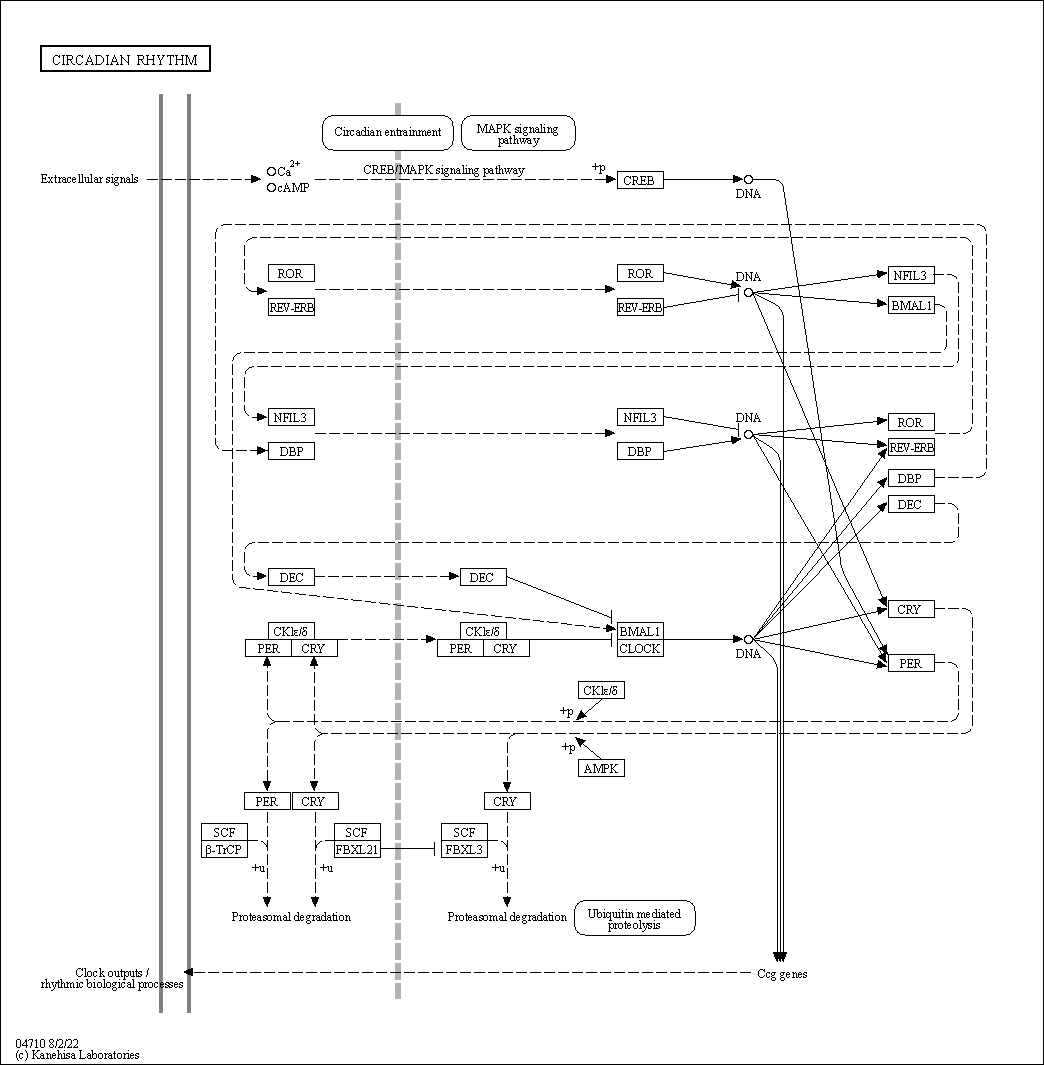 CIRCADIAN RHYTHM
Circadian entrainment
MAPK signaling
pathway
Extracellular signals
Ca2+
cAMP
CREB/MAPK signaling pathway
+p
CREB
DNA
ROR
REV-ERB
ROR
REV-ERB
DNA
NFIL3
BMAL1
NFIL3
DBP
NFIL3
DBP
DNA
ROR
REV-ERB
DBP
DEC
DEC
DEC
CKIε/δ
PER
CRY
CKIε/δ
PER
CRY
BMAL1
CLOCK
DNA
CRY
PER
CKIε/δ
+p
+p
AMPK
PER
CRY
CRY
SCF
β-TrCP
+u
SCF
FBXL21
+u
SCF
FBXL3
+u
Proteasomal degradation
Proteasomal degradation
Ubiquitin mediated
proteolysis
Clock outputs /
rhythmic biological processes
Ccg genes
04710 8/2/22
(c) Kanehisa Laboratories